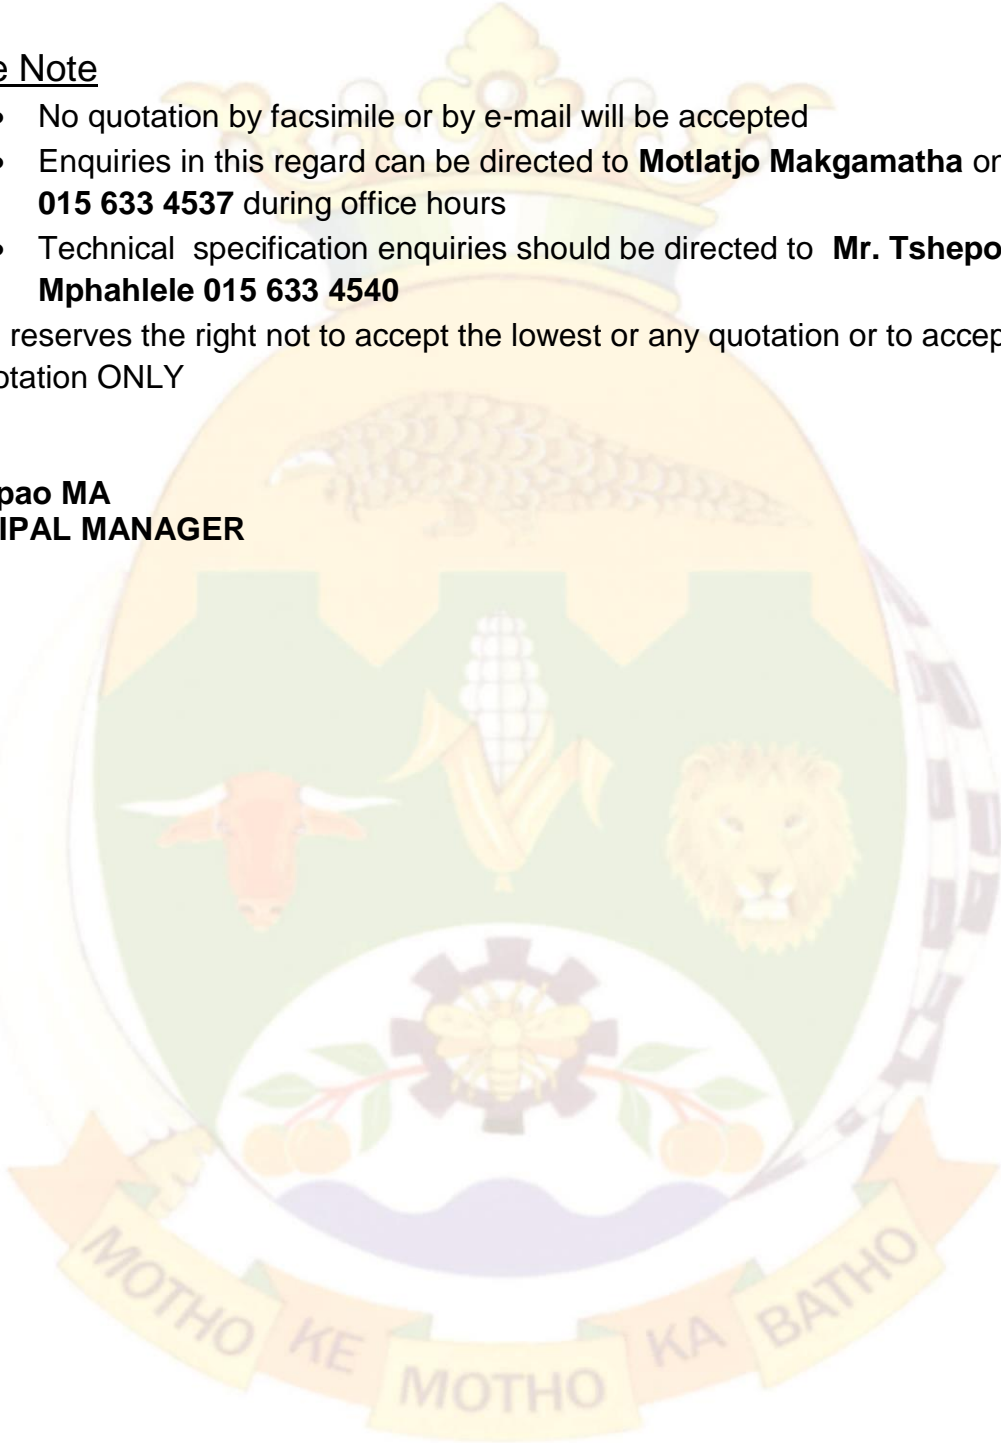 e Note
• No quotation by facsimile or by e-mail will be accepted
• Enquiries in this regard can be directed to Motlatjo Makgamatha on
015 633 4537 during office hours
• Technical specification enquiries should be directed to Mr. Tshepo
Mphahlele 015 633 4540
reserves the right not to accept the lowest or any quotation or to accep
otation ONLY
pao MA
IPAL MANAGER
MOTHO KE MOTHO KA BATHO